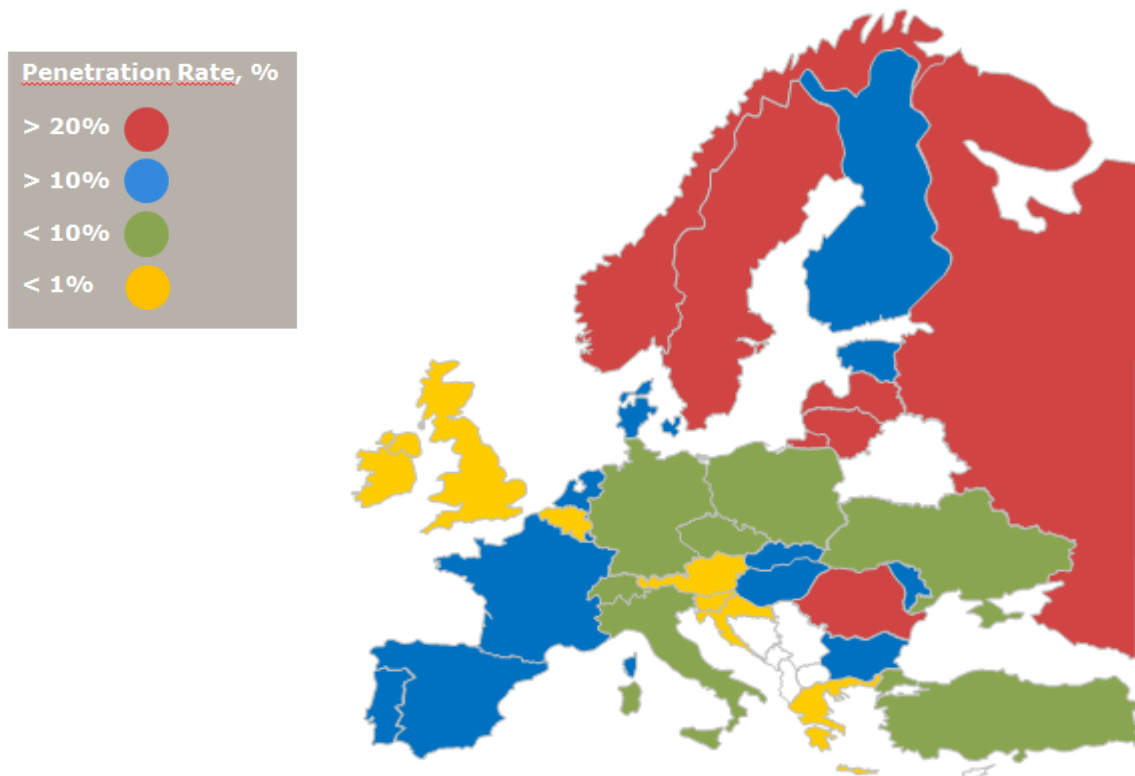 Penetration Rate, %
> 20%
> 10%
< 10%
< 1%